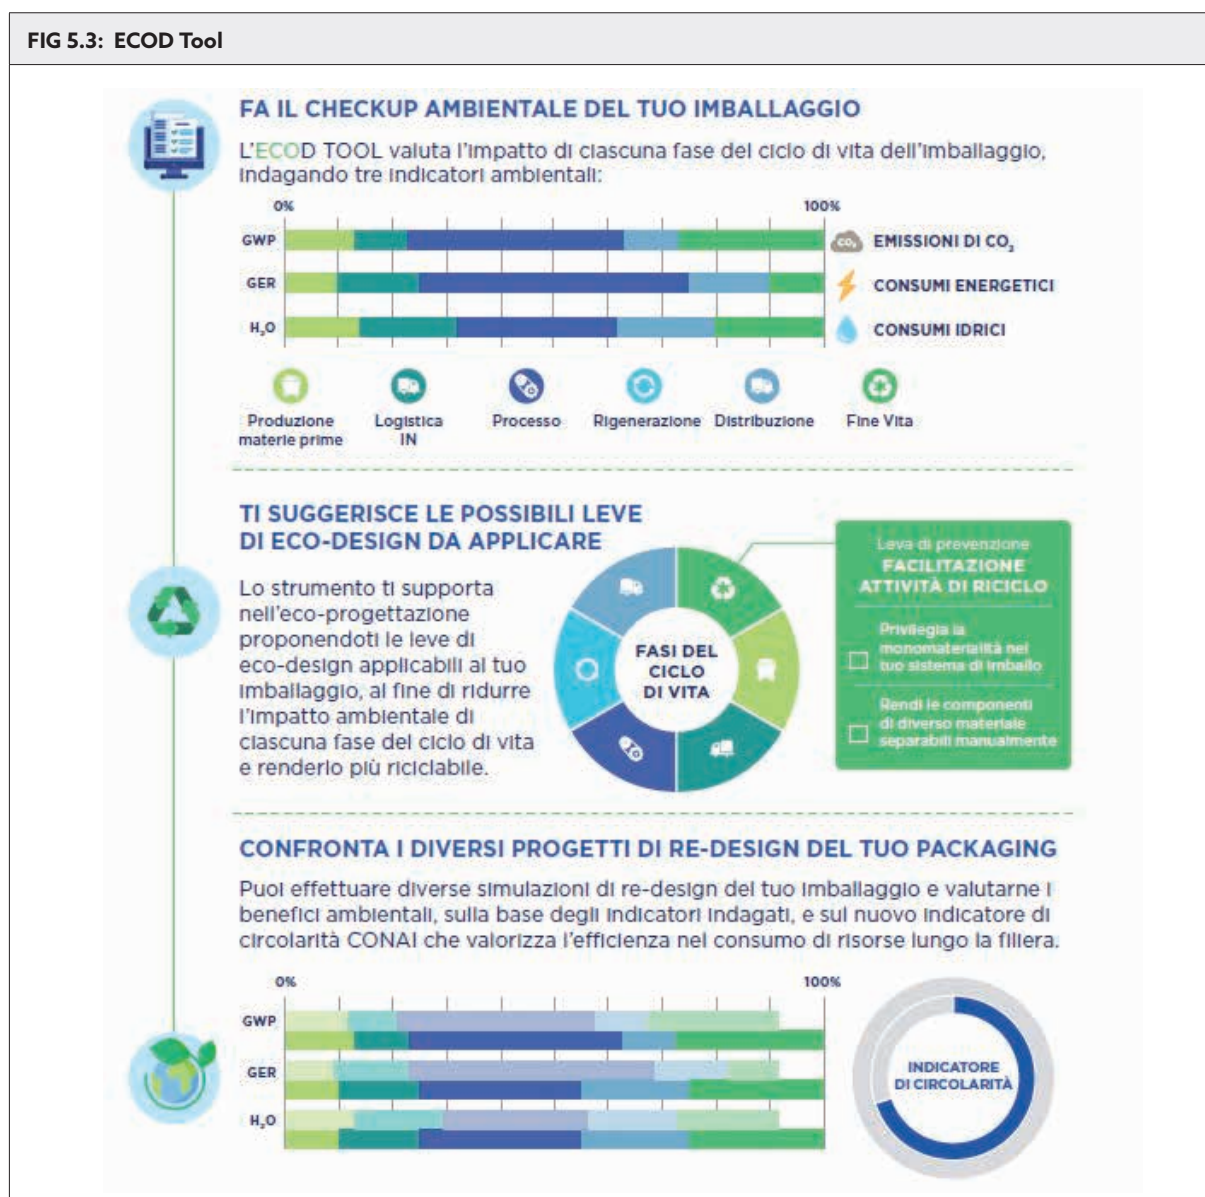 FIG 5.3: ECOD Tool
FA IL CHECKUP AMBIENTALE DEL TUO IMBALLAGGIO
L'ECOD TOOL valuta l'impatto di ciascuna fase del ciclo di vita dell'imballaggio,
indagando tre indicatori ambientali:
0% 100%
GWP CO₂ EMISSIONI DI CO₂
GER CONSUMI ENERGETICI
H₂O CONSUMI IDRICI
Produzione Logistica Processo Rigenerazione Distribuzione Fine Vita
materie prime IN
TI SUGGERISCE LE POSSIBILI LEVE
DI ECO-DESIGN DA APPLICARE
Lo strumento ti supporta
nell'eco-progettazione
proponendoti le leve di
eco-design applicabili al tuo
imballaggio, al fine di ridurre
l'impatto ambientale di
ciascuna fase del ciclo di vita
e renderlo più riciclabile.
FASI DEL
CICLO
DI VITA
Leva di prevenzione
FACILITAZIONE
ATTIVITÀ DI RICICLO
Privilegia la
monomaterialità nel
tuo sistema di imballo
Rendi le componenti
di diverso materiale
separabili manualmente
CONFRONTA I DIVERSI PROGETTI DI RE-DESIGN DEL TUO PACKAGING
Puoi effettuare diverse simulazioni di re-design del tuo imballaggio e valutarne i
benefici ambientali, sulla base degli indicatori indagati, e sul nuovo indicatore di
circolarità CONAI che valorizza l'efficienza nel consumo di risorse lungo la filiera.
0% 100%
GWP
GER
H₂O
INDICATORE
DI CIRCOLARITÀ